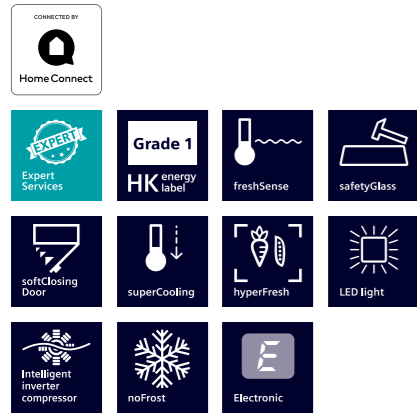 CONNECTED BY
Home Connect
EXPERT
Expert
Services
Grade 1
HK energy
label
freshSense
safetyGlass
softClosing
Door
superCooling
hyperFresh
LED light
Intelligent
inverter
compressor
noFrost
E
Electronic